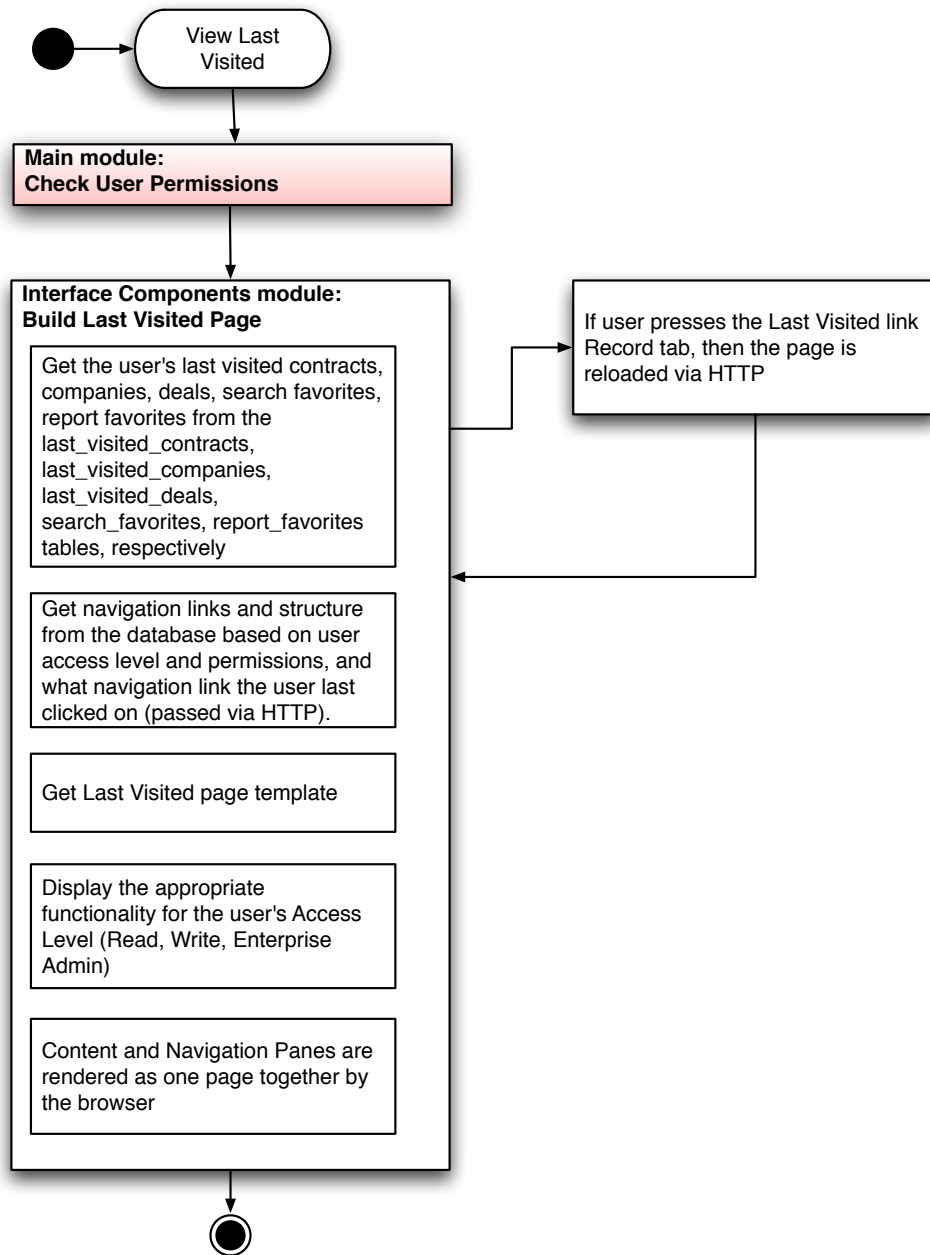 View Last
Visited
Main module:
Check User Permissions
Interface Components module:
Build Last Visited Page
Get the user's last visited contracts,
companies, deals, search favorites,
report favorites from the
last_visited_contracts,
last_visited_companies,
last_visited_deals,
search_favorites, report_favorites
tables, respectively
If user presses the Last Visited link
Record tab, then the page is
reloaded via HTTP
Get navigation links and structure
from the database based on user
access level and permissions, and
what navigation link the user last
clicked on (passed via HTTP).
Get Last Visited page template
Display the appropriate
functionality for the user's Access
Level (Read, Write, Enterprise
Admin)
Content and Navigation Panes are
rendered as one page together by
the browser